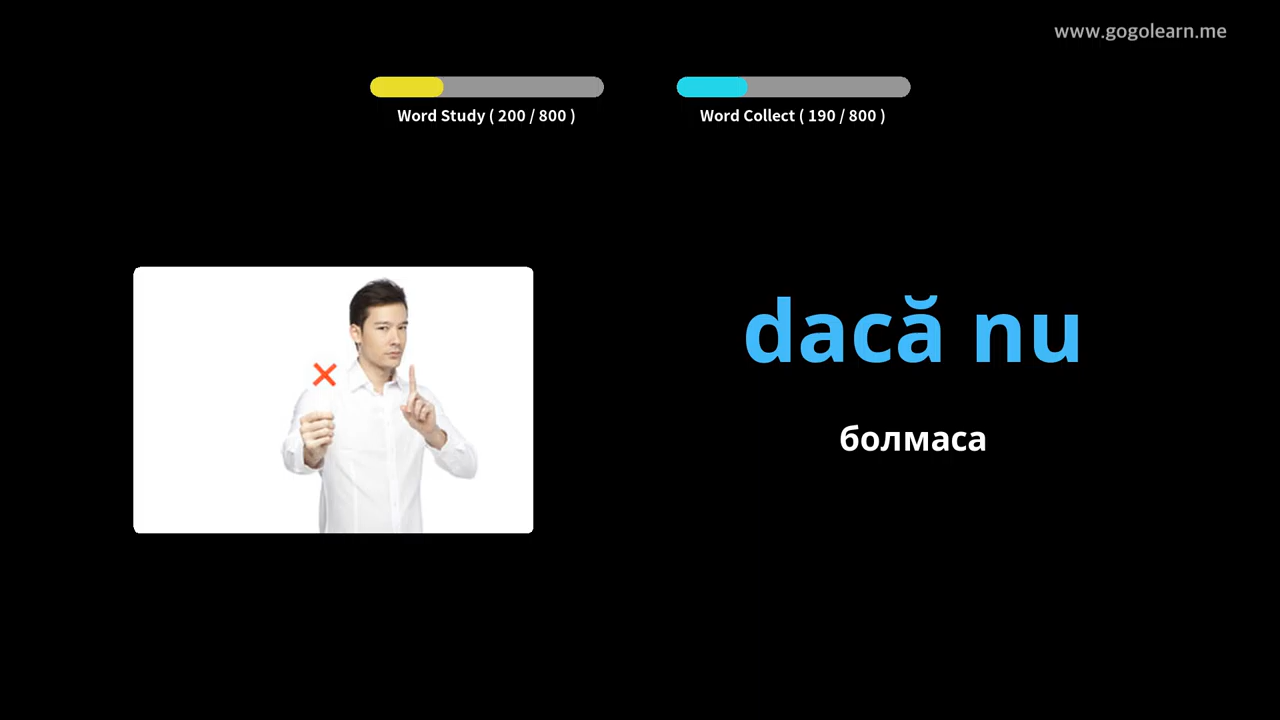 www.gogolearn.me
Word Study ( 200 / 800 )
Word Collect ( 190 / 800 )
dacă nu
болмаса